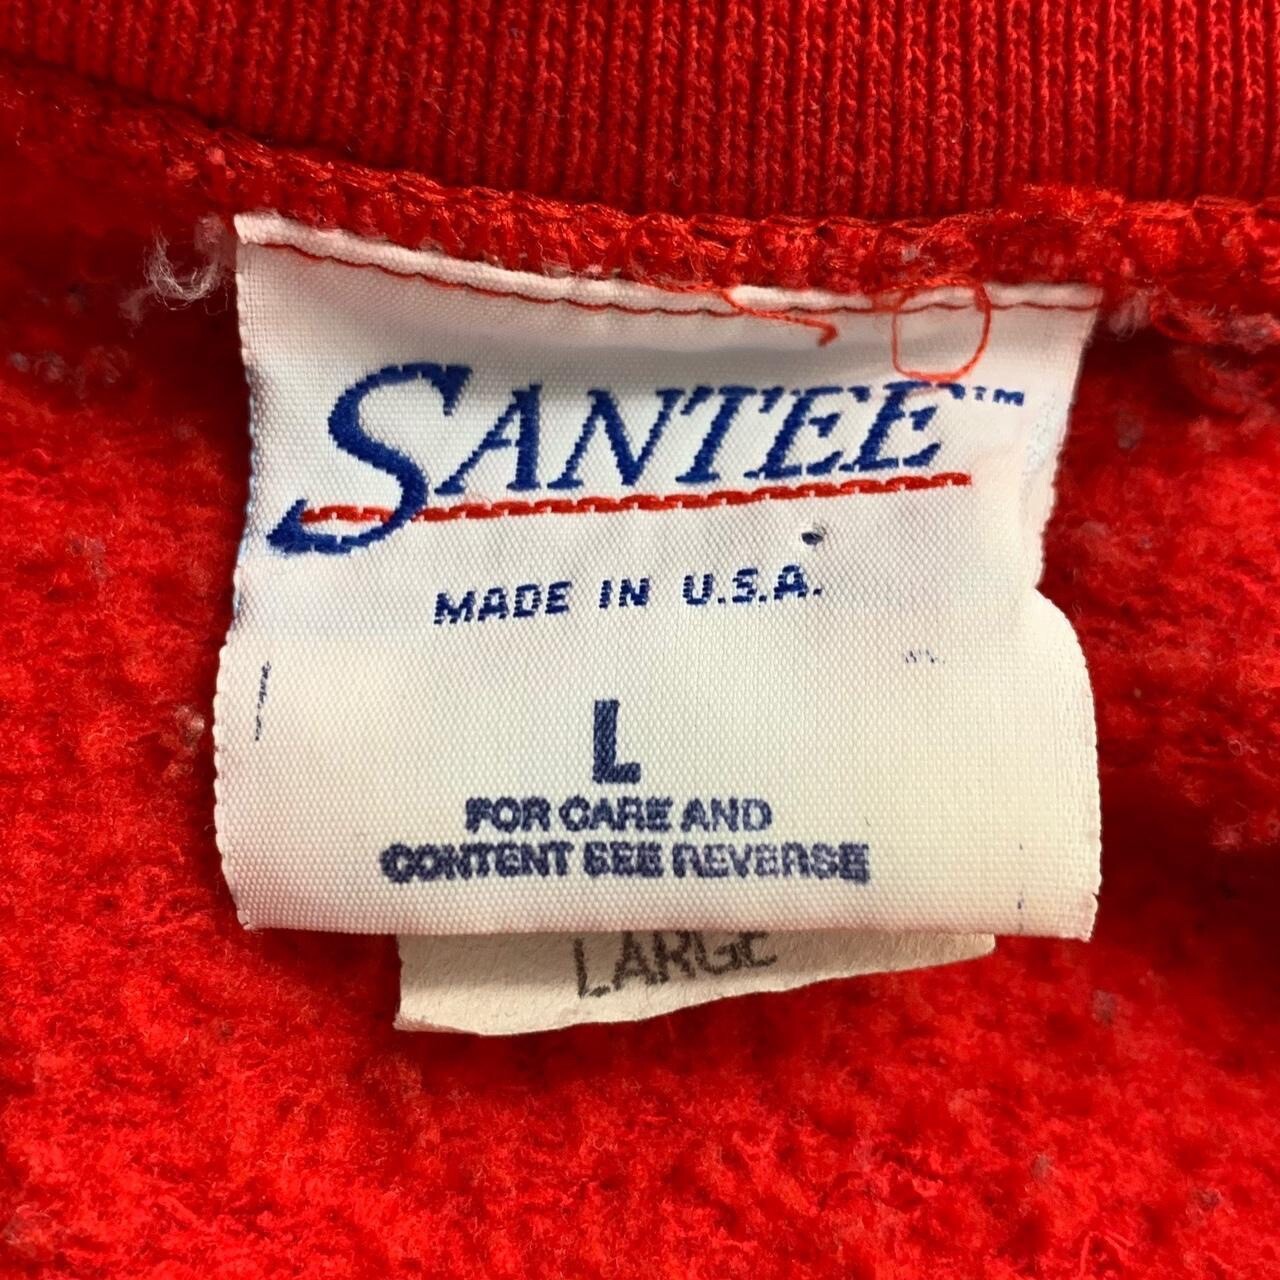 SANTEE™
MADE IN U.S.A.
L
FOR CARE AND
CONTENT SEE REVERSE
LARGE